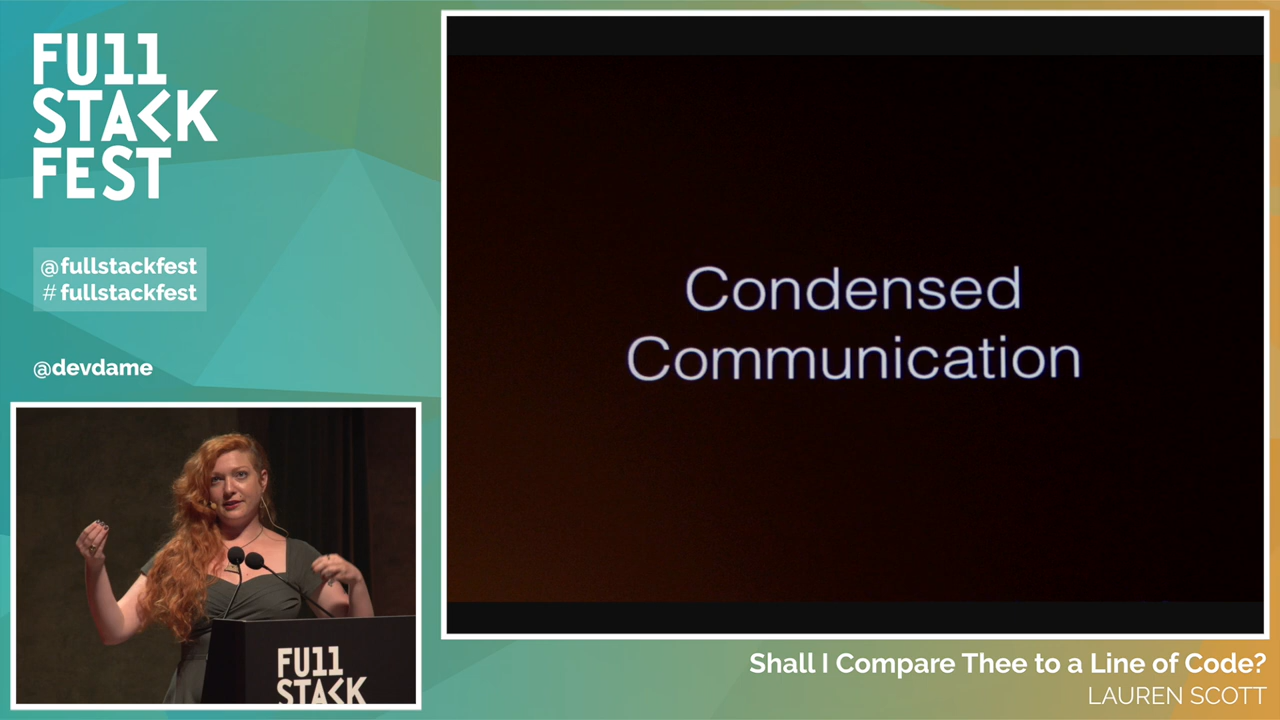 FU11
STACK
FEST
@fullstackfest
# fullstackfest
@devdame
Condensed
Communication
FU11
STACK
Shall I Compare Thee to a Line of Code?
LAUREN SCOTT